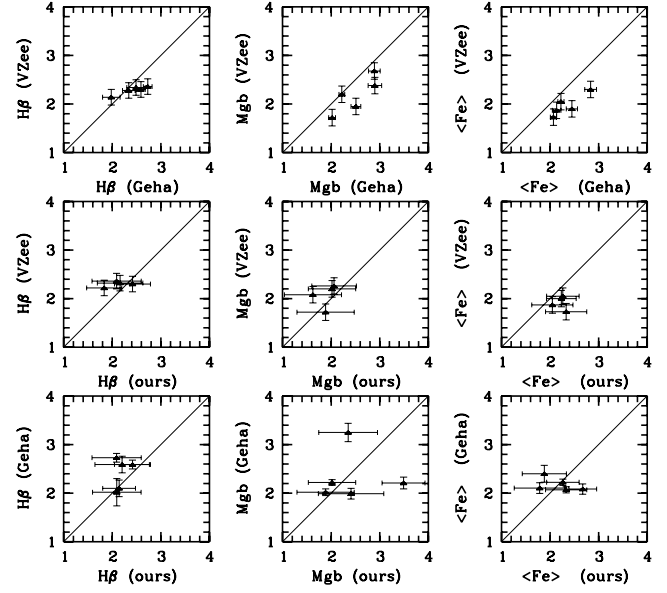 4
3
2
1
Hβ (VZee)
1 2 3 4
Hβ (Geha)
4
3
2
1
Mgb (VZee)
1 2 3 4
Mgb (Geha)
4
3
2
1
<Fe> (VZee)
1 2 3 4
<Fe> (Geha)
4
3
2
1
Hβ (VZee)
1 2 3 4
Hβ (ours)
4
3
2
1
Mgb (VZee)
1 2 3 4
Mgb (ours)
4
3
2
1
<Fe> (VZee)
1 2 3 4
<Fe> (ours)
4
3
2
1
Hβ (Geha)
1 2 3 4
Hβ (ours)
4
3
2
1
Mgb (Geha)
1 2 3 4
Mgb (ours)
4
3
2
1
<Fe> (Geha)
1 2 3 4
<Fe> (ours)